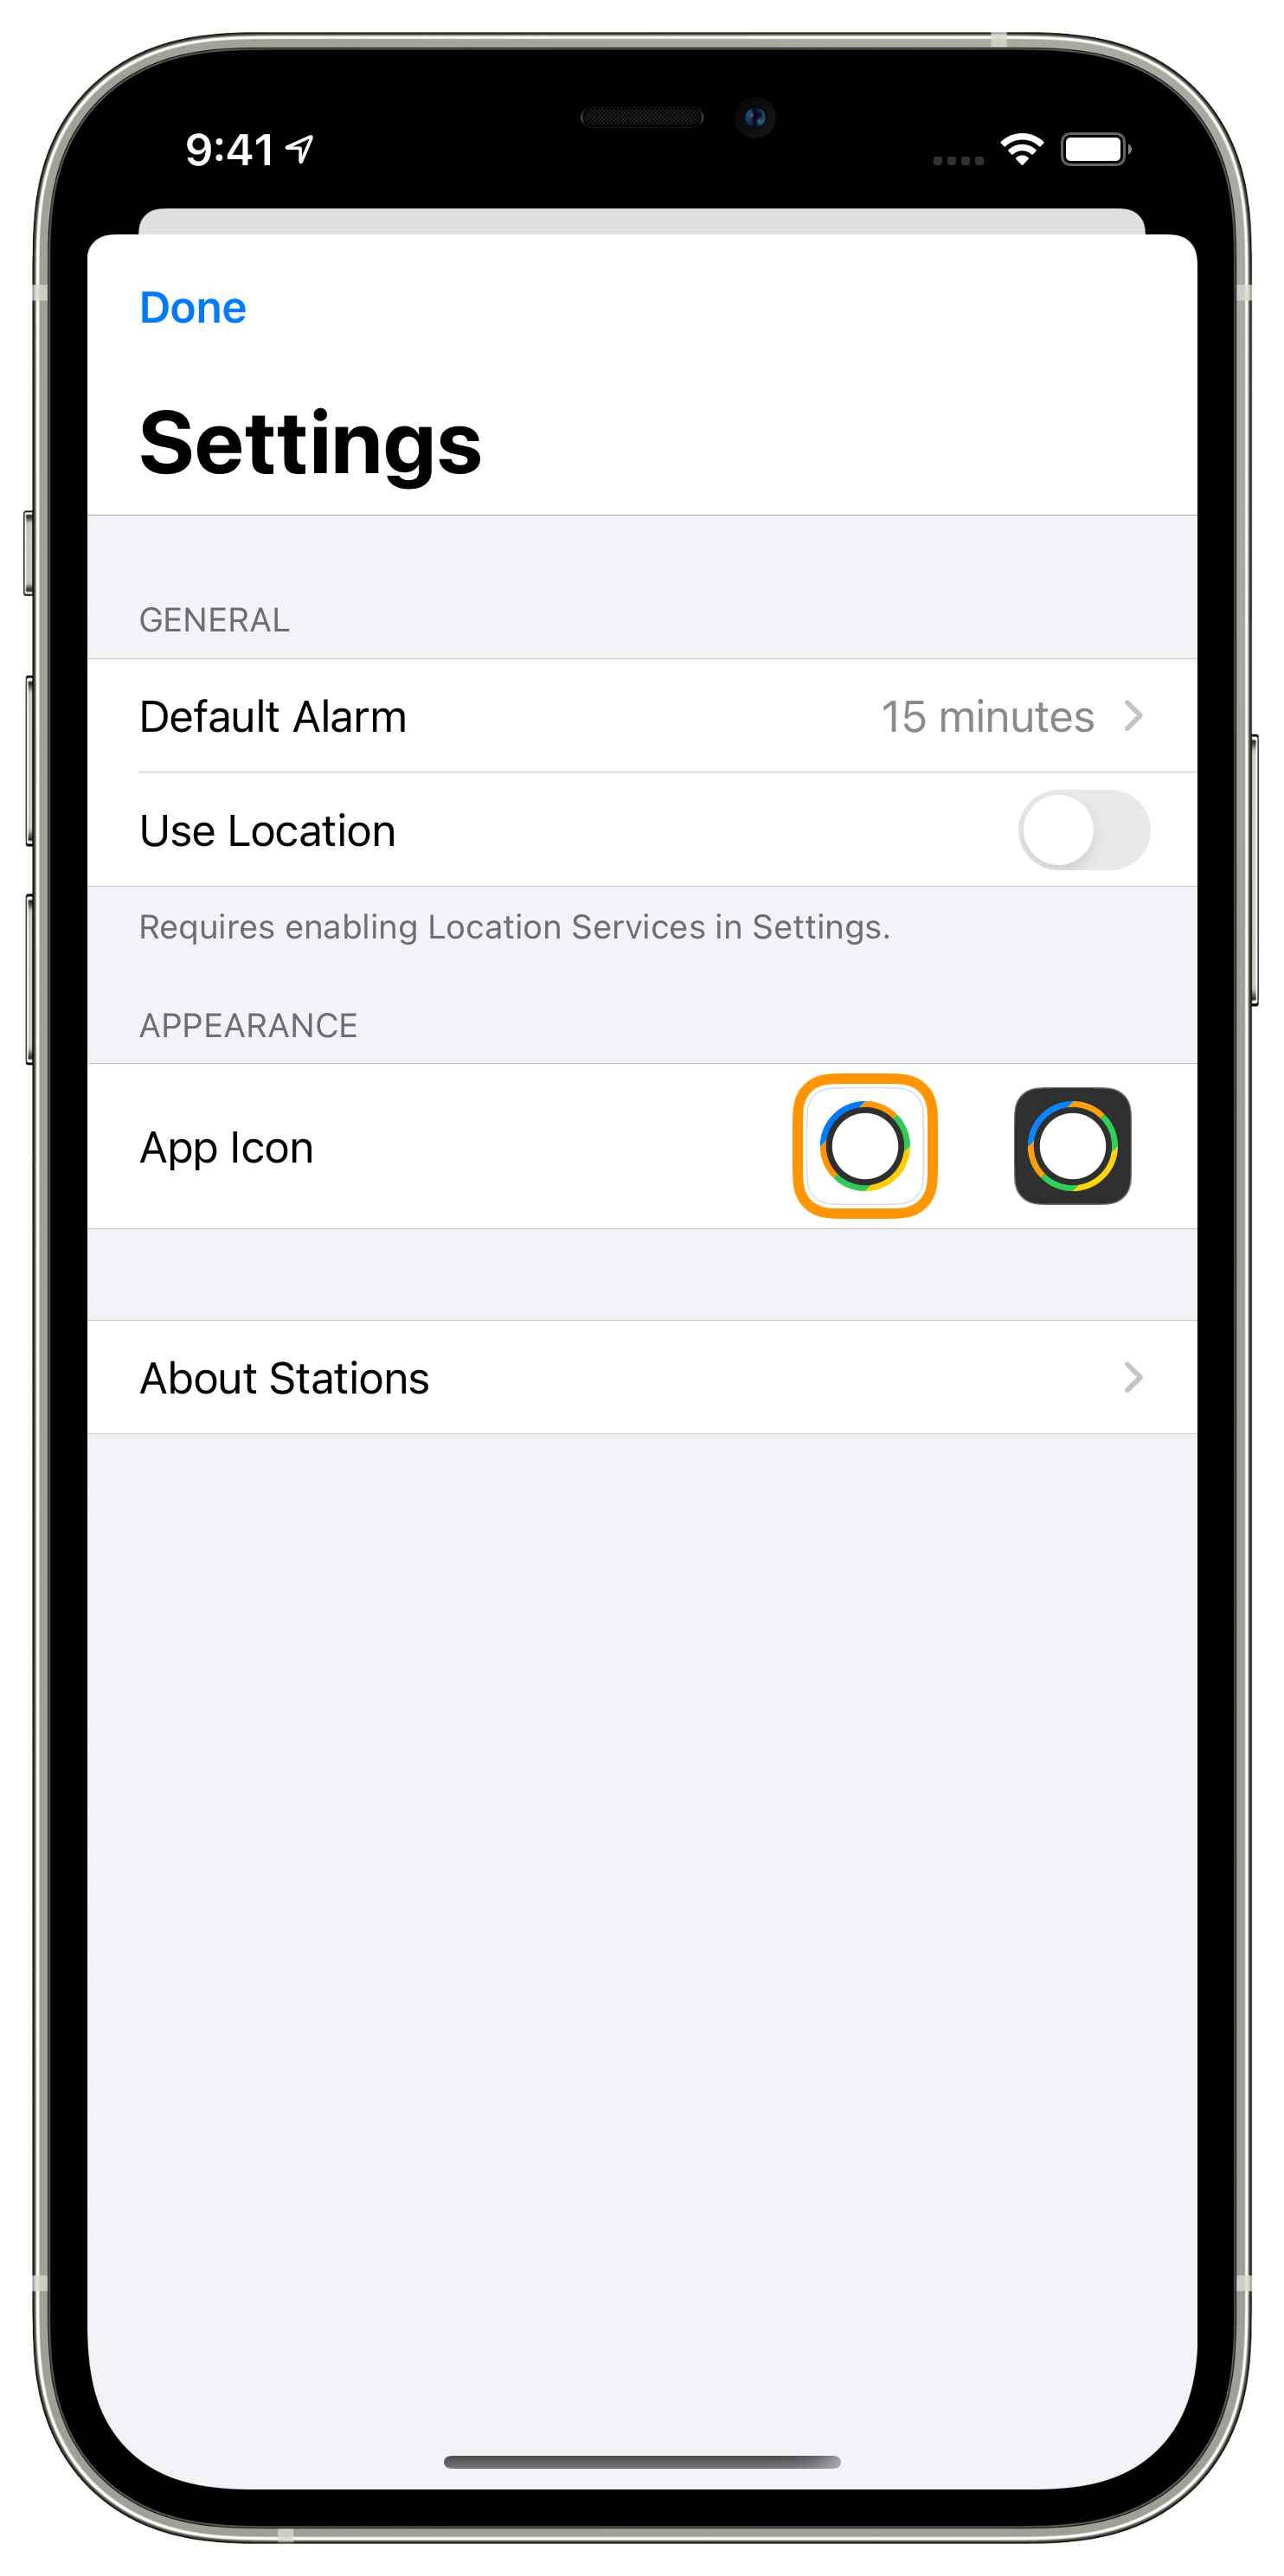 9:41
Done
Settings
GENERAL
Default Alarm 15 minutes
Use Location
Requires enabling Location Services in Settings.
APPEARANCE
App Icon
About Stations